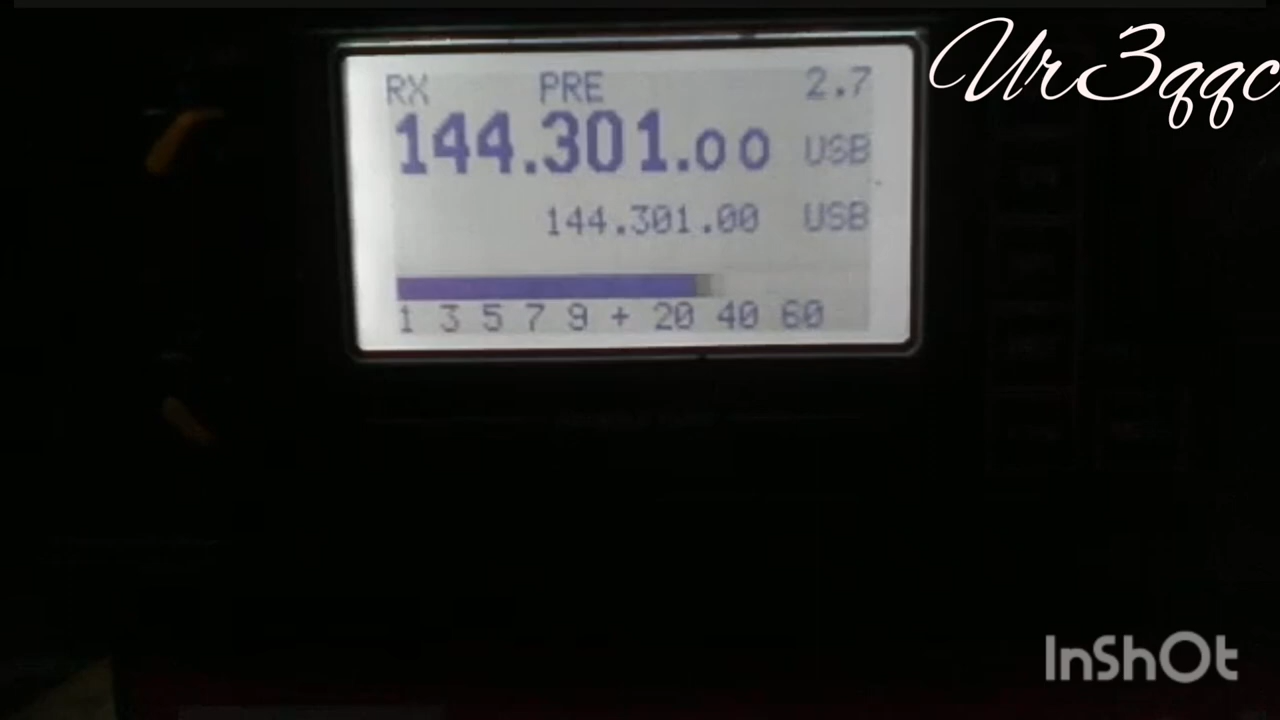 Ur3qqc
RX PRE 2.7
144.301.00 USB
144.301.00 USB
1 3 5 7 9 + 20 40 60
InShOt